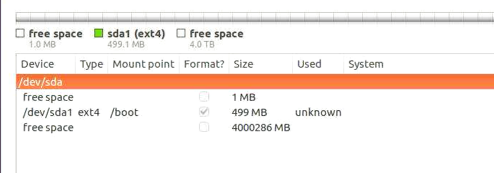 free space sda1 (ext4) free space
1.0 MB 499.1 MB 4.0 TB
Device Type Mount point Format? Size Used System
/dev/sda
free space 1 MB
/dev/sda1 ext4 /boot 499 MB unknown
free space 4000286 MB